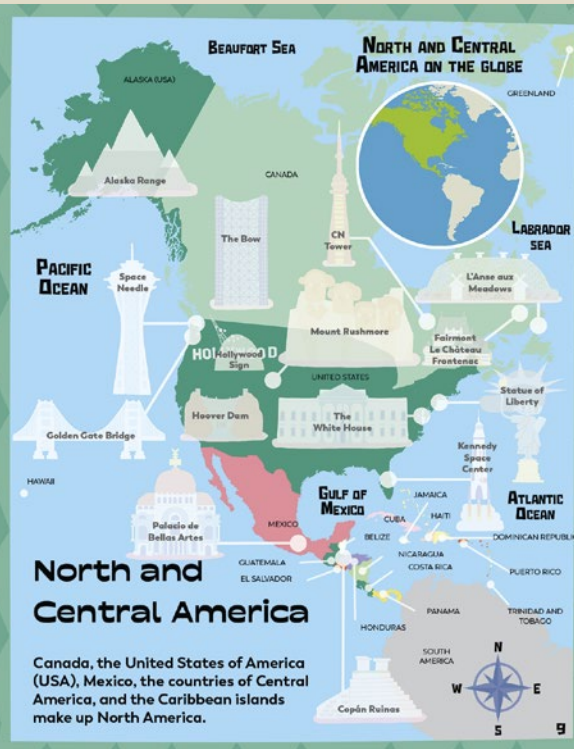 BEAUFORT SEA
NORTH AND CENTRAL
AMERICA ON THE GLOBE
ALASKA (USA)
GREENLAND
Alaska Range
CANADA
The Bow
CN
Tower
LABRADOR
SEA
PACIFIC
OCEAN
Space
Needle
L'Anse aux
Meadows
Mount Rushmore
Fairmont
Le Château
Frontenac
HO D
Hollywood
Sign
UNITED STATES
Statue of
Liberty
Hoover Dam
The
White House
Golden Gate Bridge
Kennedy
Space
Center
HAWAII
GULF OF
MEXICO
JAMAICA
ATLANTIC
OCEAN
CUBA
HAITI
Palacio de
Bellas Artes
MEXICO
BELIZE
DOMINICAN REPUBLIC
NICARAGUA
GUATEMALA
COSTA RICA
EL SALVADOR
PUERTO RICO
North and
Central America
PANAMA
TRINIDAD AND
TOBAGO
HONDURAS
SOUTH
AMERICA
N
W
E
S
Canada, the United States of America
(USA), Mexico, the countries of Central
America, and the Caribbean islands
make up North America.
Copán Ruinas
9